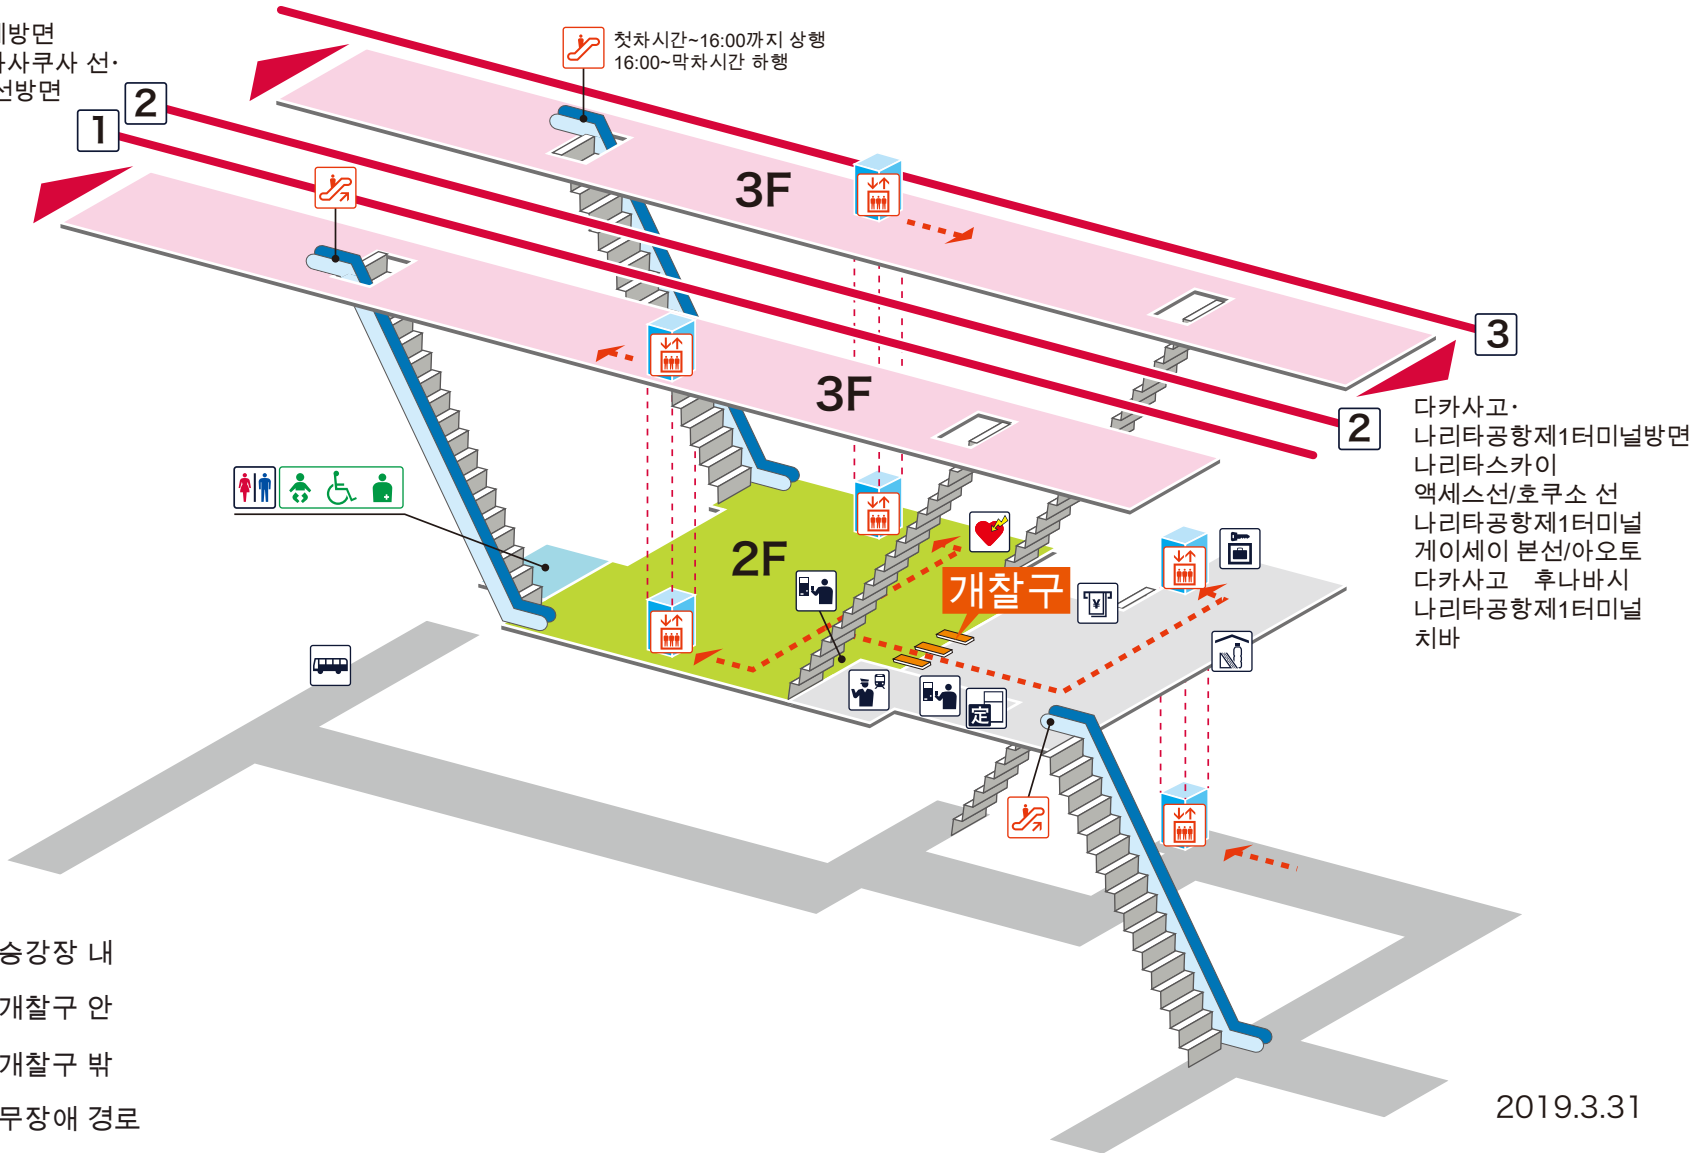 첫차시간~16:00까지 상행
16:00~막차시간 하행
방면
사쿠사 선·
선방면
2
1
3F
3F
3
2
다카사고·
나리타공항제1터미널방면
나리타스카이
액세스선/호쿠소 선
나리타공항제1터미널
게이세이 본선/아오토
다카사고 후나바시
나리타공항제1터미널
치바
2F
개찰구
¥
定
승강장 내
개찰구 안
개찰구 밖
무장애 경로
2019.3.31